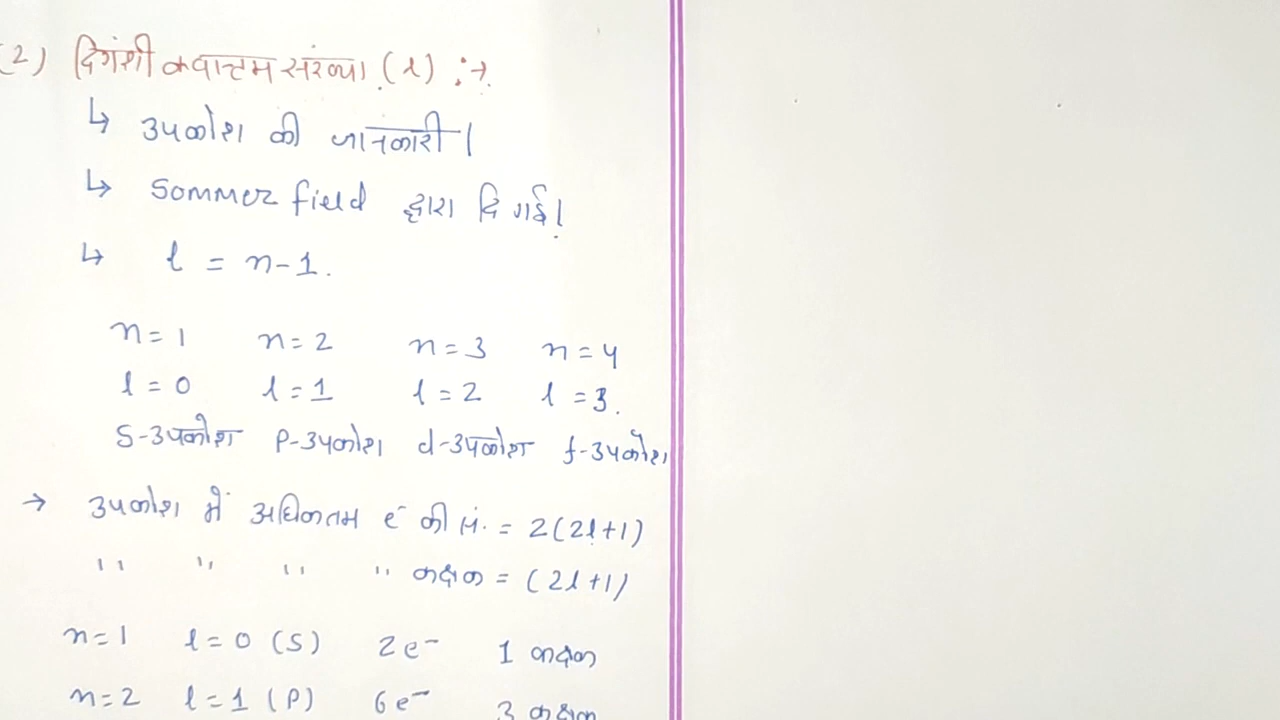 (2) दिगंशी क्वाण्टम संख्या (l) :→
↳ उपकोश की जानकारी।
↳ Sommer field द्वारा दि गई।
↳ l = n-1.
n=1 n=2 n=3 n=4
l=0 l=1 l=2 l=3.
S-उपकोश P-उपकोश d-उपकोश f-उपकोश
→ उपकोश में अधिकतम e⁻ की सं. = 2(2l+1)
" " " " कक्षक = (2l+1)
n=1 l=0 (S) 2e⁻ 1 कक्षक
n=2 l=1 (P) 6e⁻ 3 कक्षक